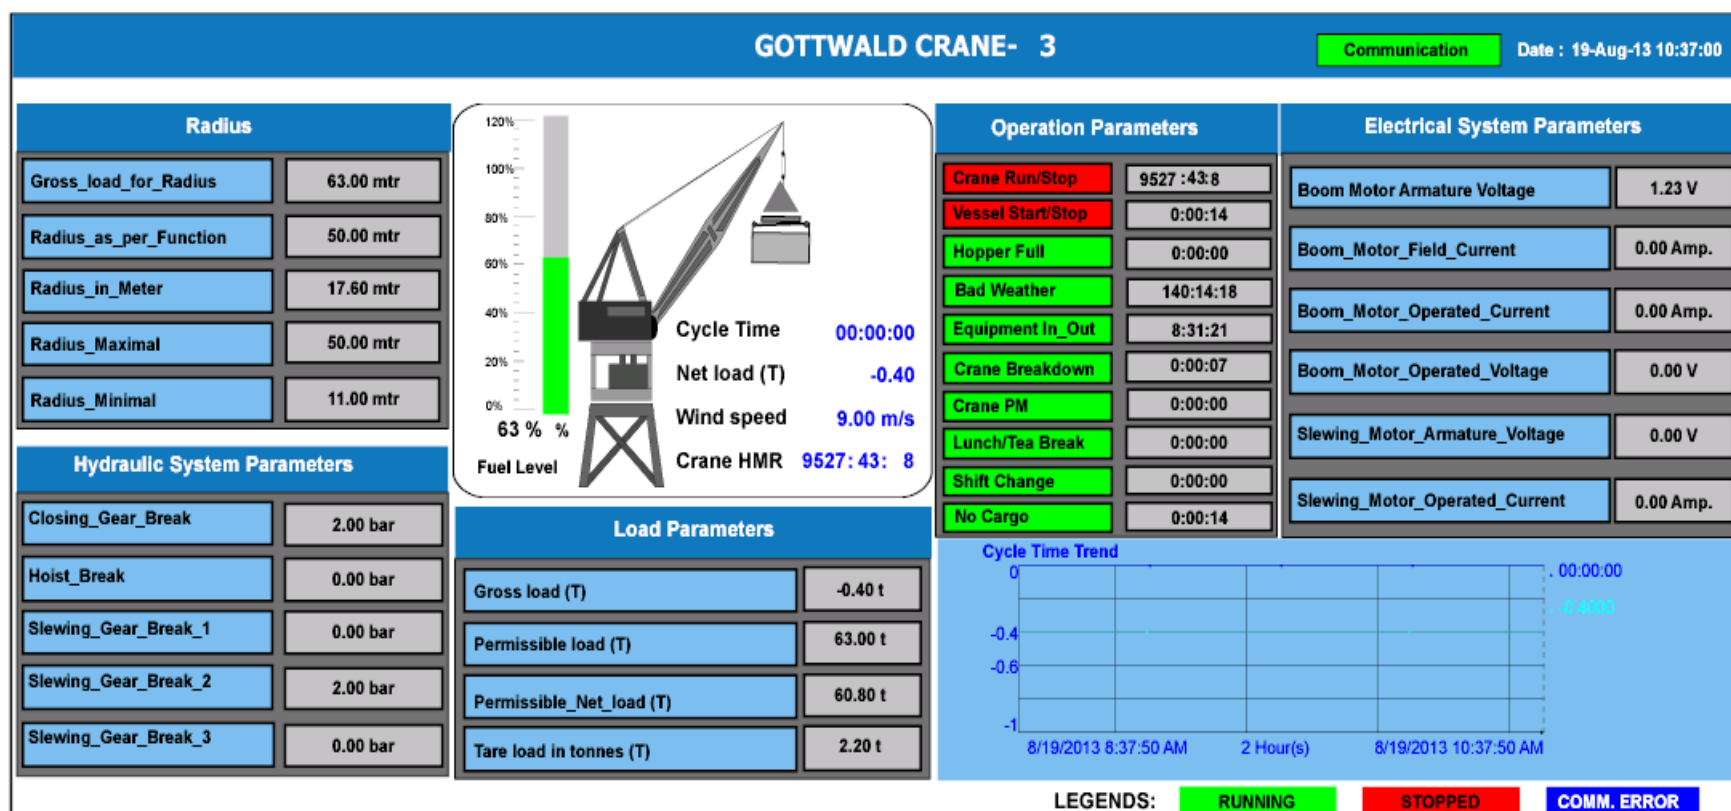 GOTTWALD CRANE- 3
Communication
Date : 19-Aug-13 10:37:00
Radius
Gross_load_for_Radius 63.00 mtr
Radius_as_per_Function 50.00 mtr
Radius_in_Meter 17.60 mtr
Radius_Maximal 50.00 mtr
Radius_Minimal 11.00 mtr
Hydraulic System Parameters
Closing_Gear_Break 2.00 bar
Hoist_Break 0.00 bar
Slewing_Gear_Break_1 0.00 bar
Slewing_Gear_Break_2 2.00 bar
Slewing_Gear_Break_3 0.00 bar
120%
100%
80%
60%
40%
20%
0%
63 % %
Fuel Level
Cycle Time 00:00:00
Net load (T) -0.40
Wind speed 9.00 m/s
Crane HMR 9527: 43: 8
Load Parameters
Gross load (T) -0.40 t
Permissible load (T) 63.00 t
Permissible_Net_load (T) 60.80 t
Tare load in tonnes (T) 2.20 t
Operation Parameters
Crane Run/Stop 9527 :43:8
Vessel Start/Stop 0:00:14
Hopper Full 0:00:00
Bad Weather 140:14:18
Equipment In_Out 8:31:21
Crane Breakdown 0:00:07
Crane PM 0:00:00
Lunch/Tea Break 0:00:00
Shift Change 0:00:00
No Cargo 0:00:14
Electrical System Parameters
Boom Motor Armature Voltage 1.23 V
Boom_Motor_Field_Current 0.00 Amp.
Boom_Motor_Operated_Current 0.00 Amp.
Boom_Motor_Operated_Voltage 0.00 V
Slewing_Motor_Armature_Voltage 0.00 V
Slewing_Motor_Operated_Current 0.00 Amp.
Cycle Time Trend
0
-0.4
-0.6
-1
. 00:00:00
. -0.4000
8/19/2013 8:37:50 AM 2 Hour(s) 8/19/2013 10:37:50 AM
LEGENDS: RUNNING STOPPED COMM. ERROR